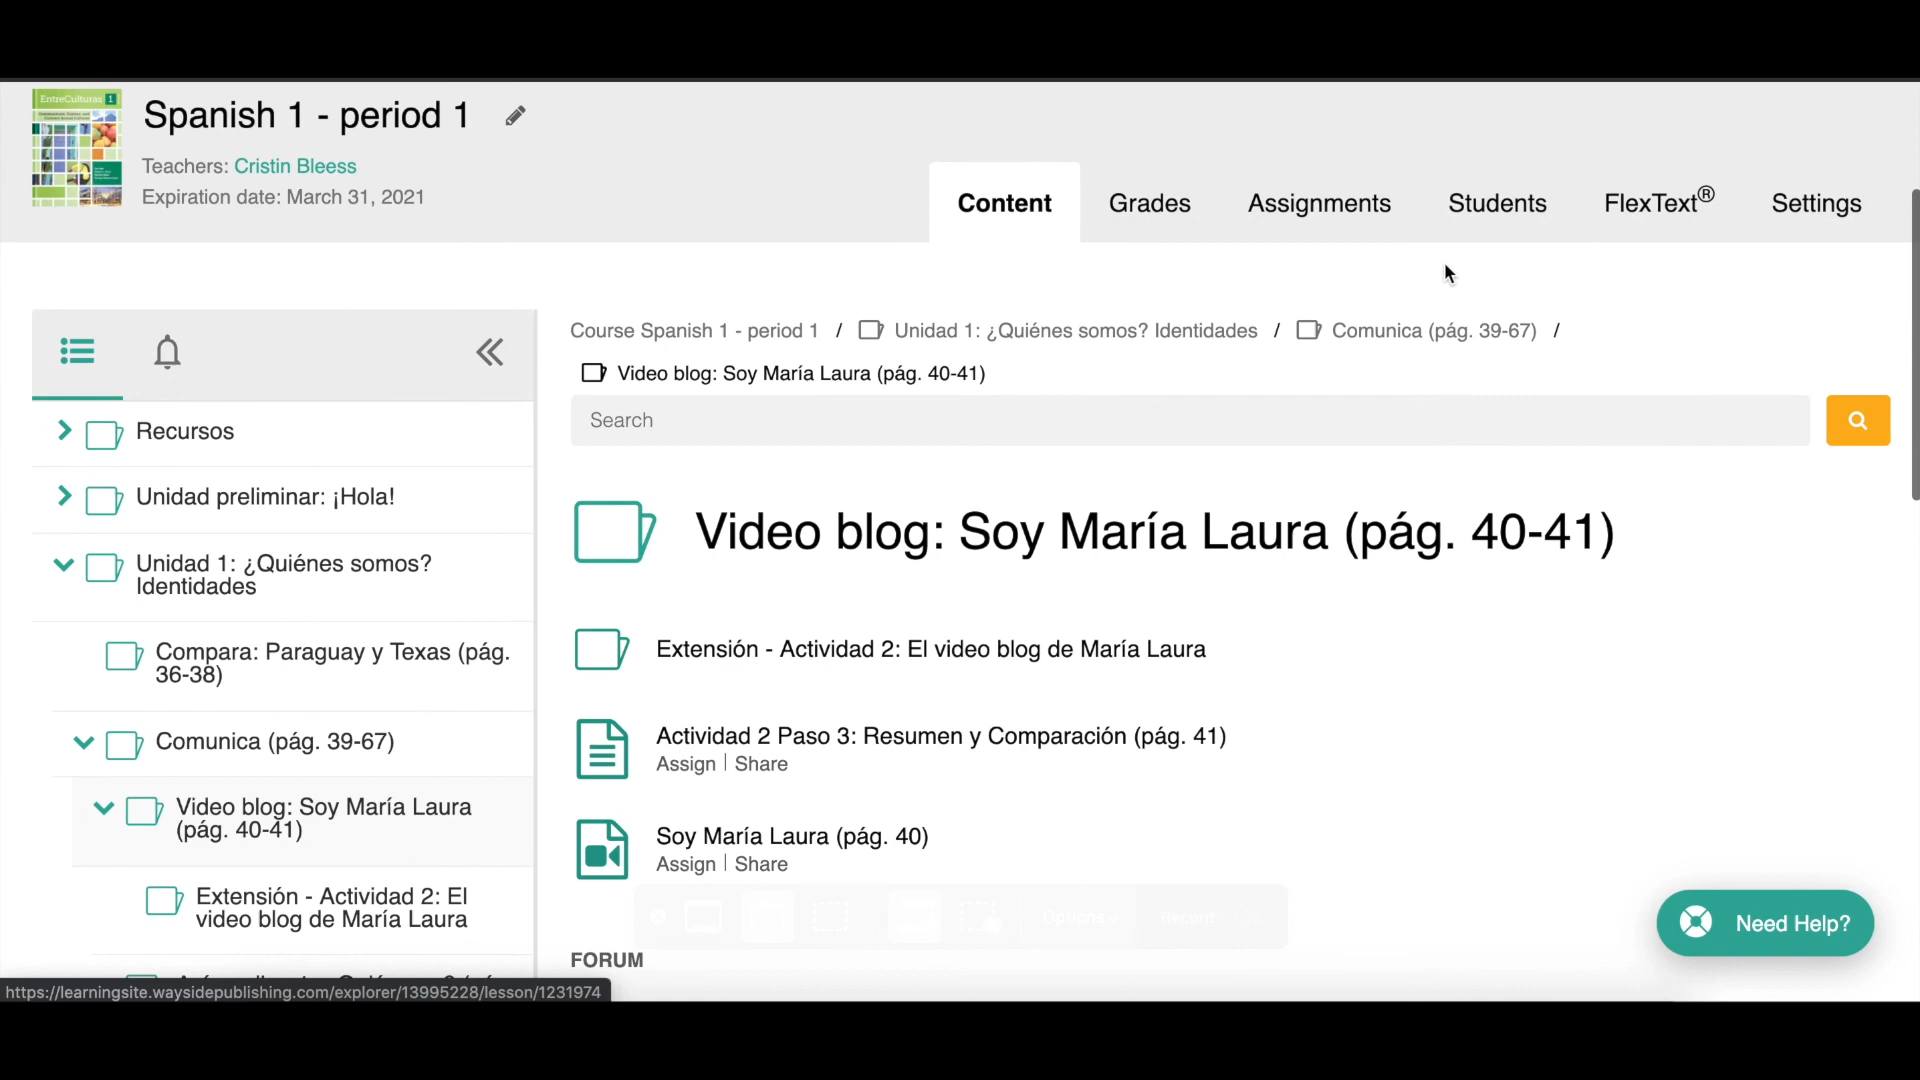 EntreCulturas 1
Spanish 1 - period 1
Teachers: Cristin Bleess
Expiration date: March 31, 2021
Content
Grades
Assignments
Students
FlexText®
Settings
Recursos
Unidad preliminar: ¡Hola!
Unidad 1: ¿Quiénes somos?
Identidades
Compara: Paraguay y Texas (pág.
36-38)
Comunica (pág. 39-67)
Video blog: Soy María Laura
(pág. 40-41)
Extensión - Actividad 2: El
video blog de María Laura
Course Spanish 1 - period 1 / Unidad 1: ¿Quiénes somos? Identidades / Comunica (pág. 39-67) /
Video blog: Soy María Laura (pág. 40-41)
Search
Video blog: Soy María Laura (pág. 40-41)
Extensión - Actividad 2: El video blog de María Laura
Actividad 2 Paso 3: Resumen y Comparación (pág. 41)
Assign | Share
Soy María Laura (pág. 40)
Assign | Share
Options
Record
FORUM
Need Help?
https://learningsite.waysidepublishing.com/explorer/13995228/lesson/1231974